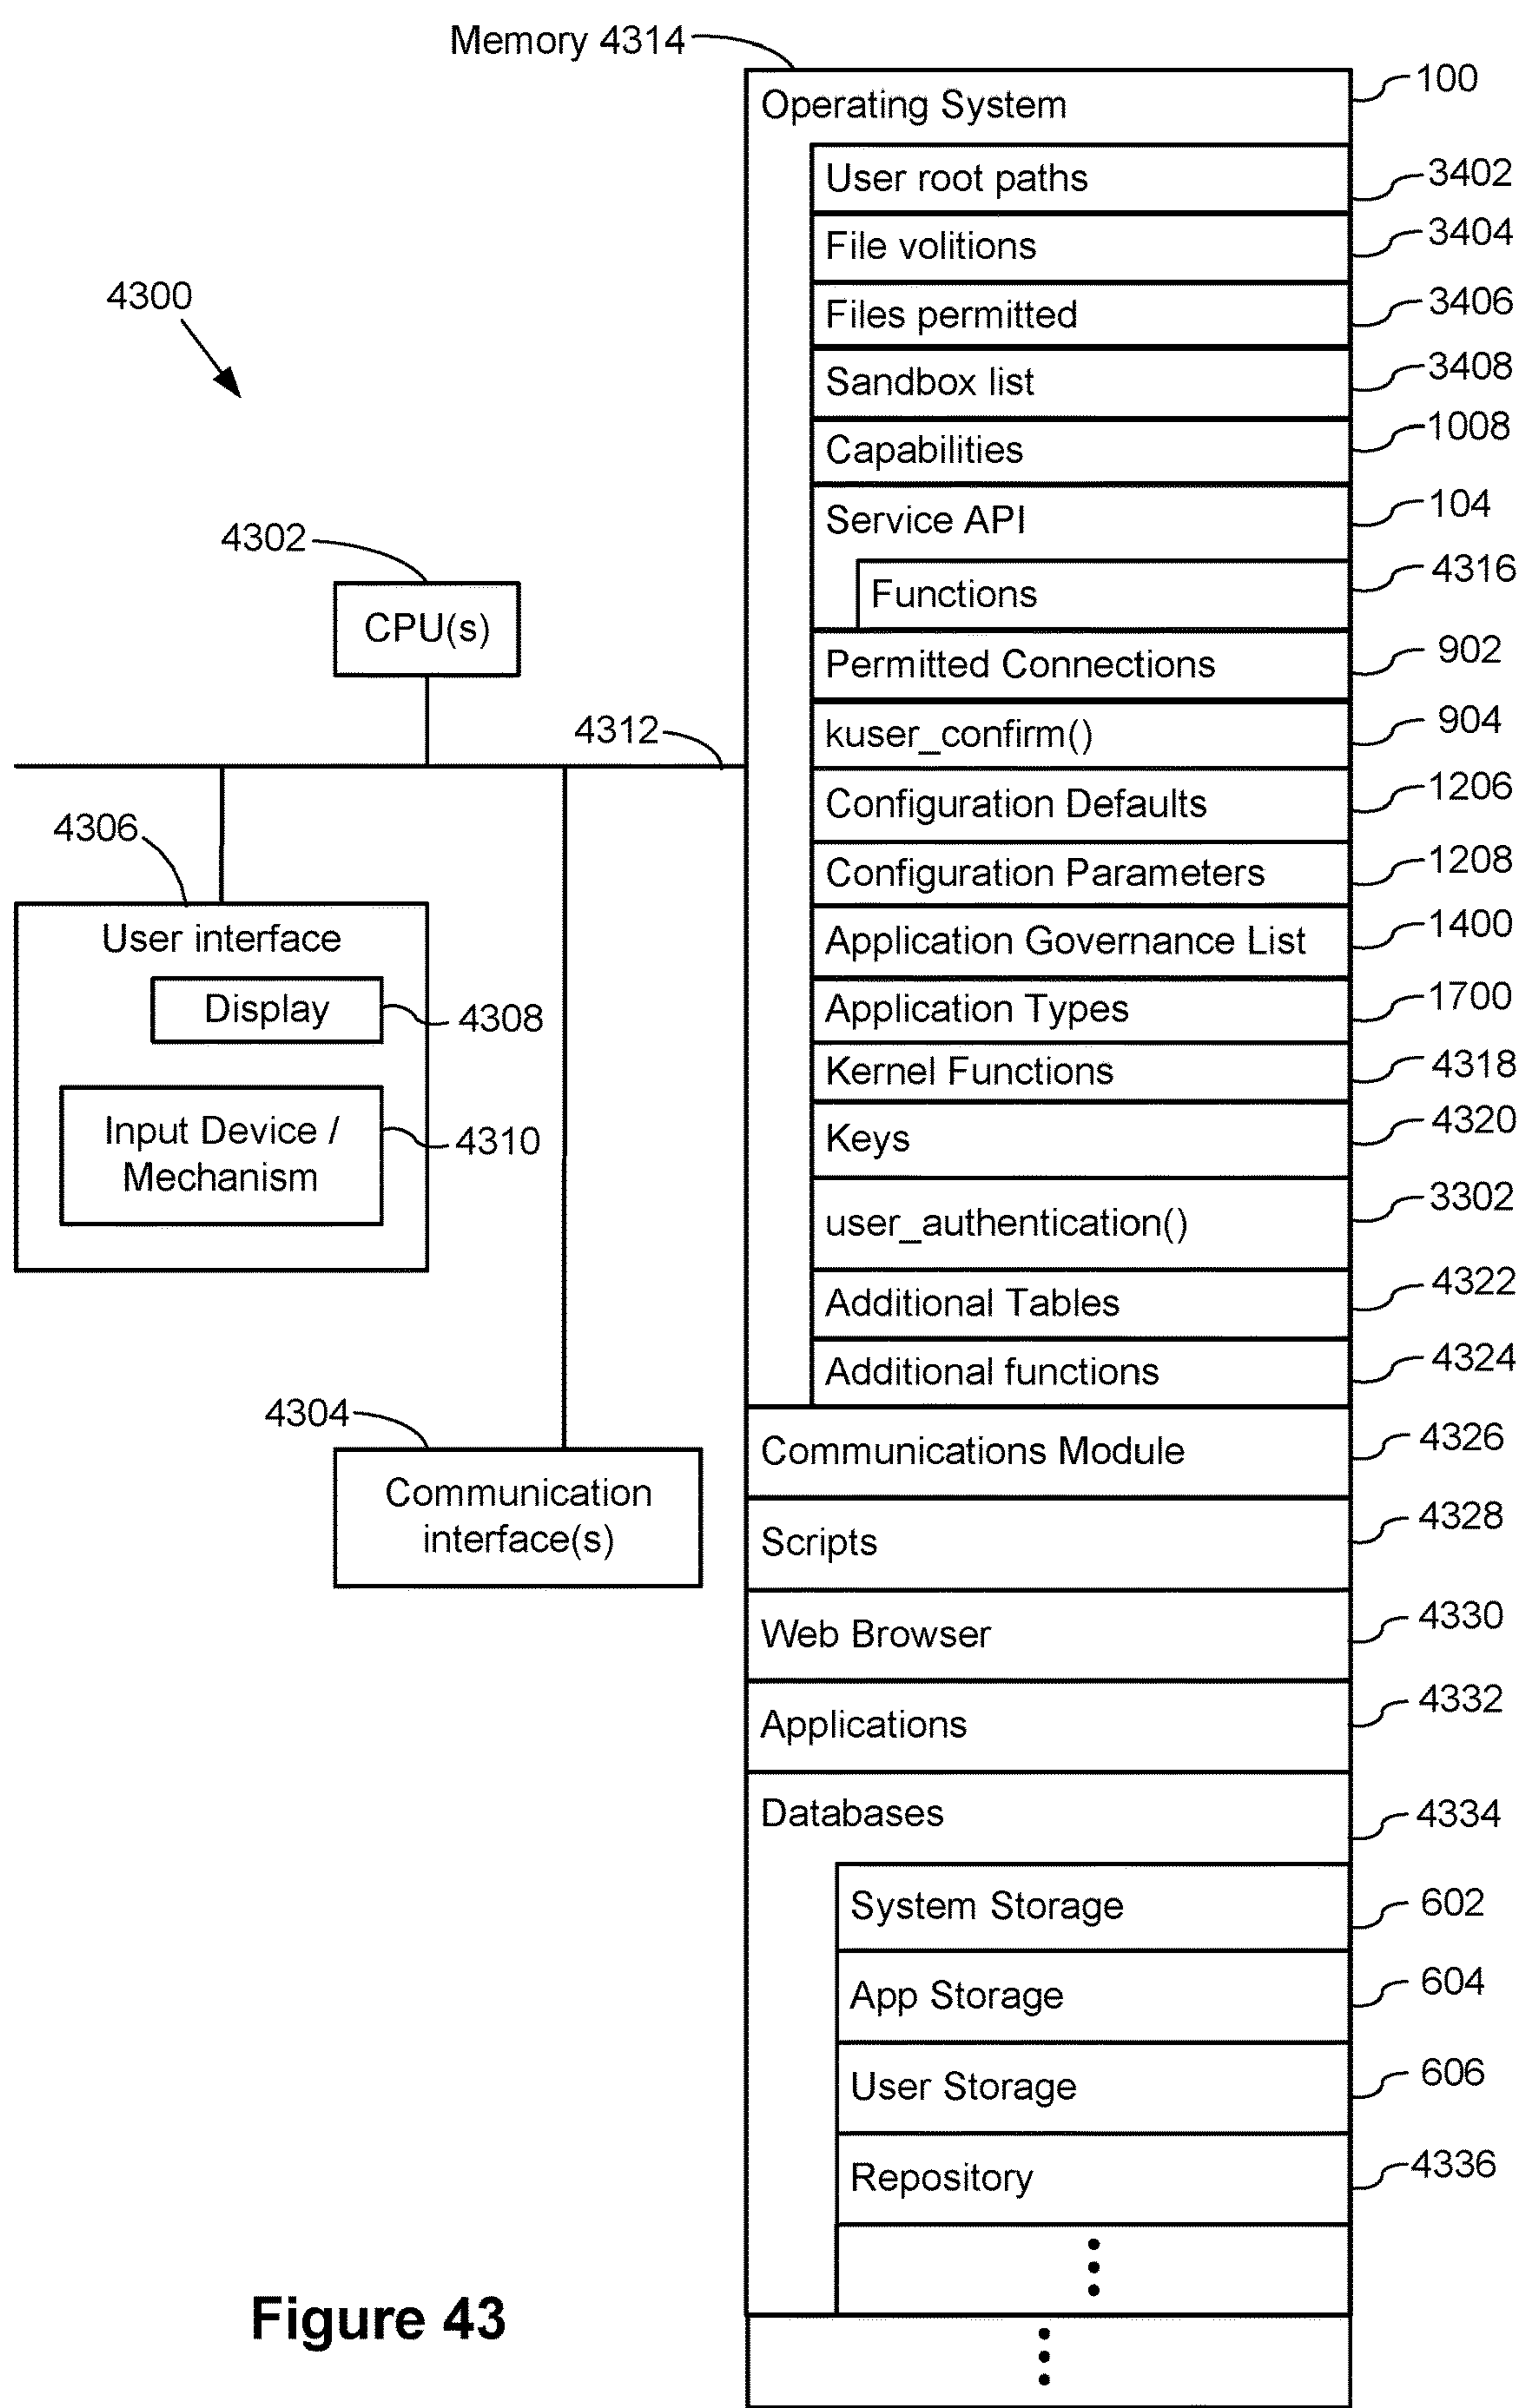 Memory 4314
Operating System 100
User root paths 3402
File volitions 3404
4300
Files permitted 3406
Sandbox list 3408
Capabilities 1008
Service API 104
4302
Functions 4316
CPU(s)
Permitted Connections 902
4312
kuser_confirm() 904
Configuration Defaults 1206
4306
Configuration Parameters 1208
User interface
Application Governance List 1400
Display 4308
Application Types 1700
Kernel Functions 4318
Input Device /
Mechanism
4310
Keys 4320
user_authentication() 3302
Additional Tables 4322
Additional functions 4324
4304
Communications Module 4326
Communication
interface(s)
Scripts 4328
Web Browser 4330
Applications 4332
Databases 4334
System Storage 602
App Storage 604
User Storage 606
Repository 4336
Figure 43